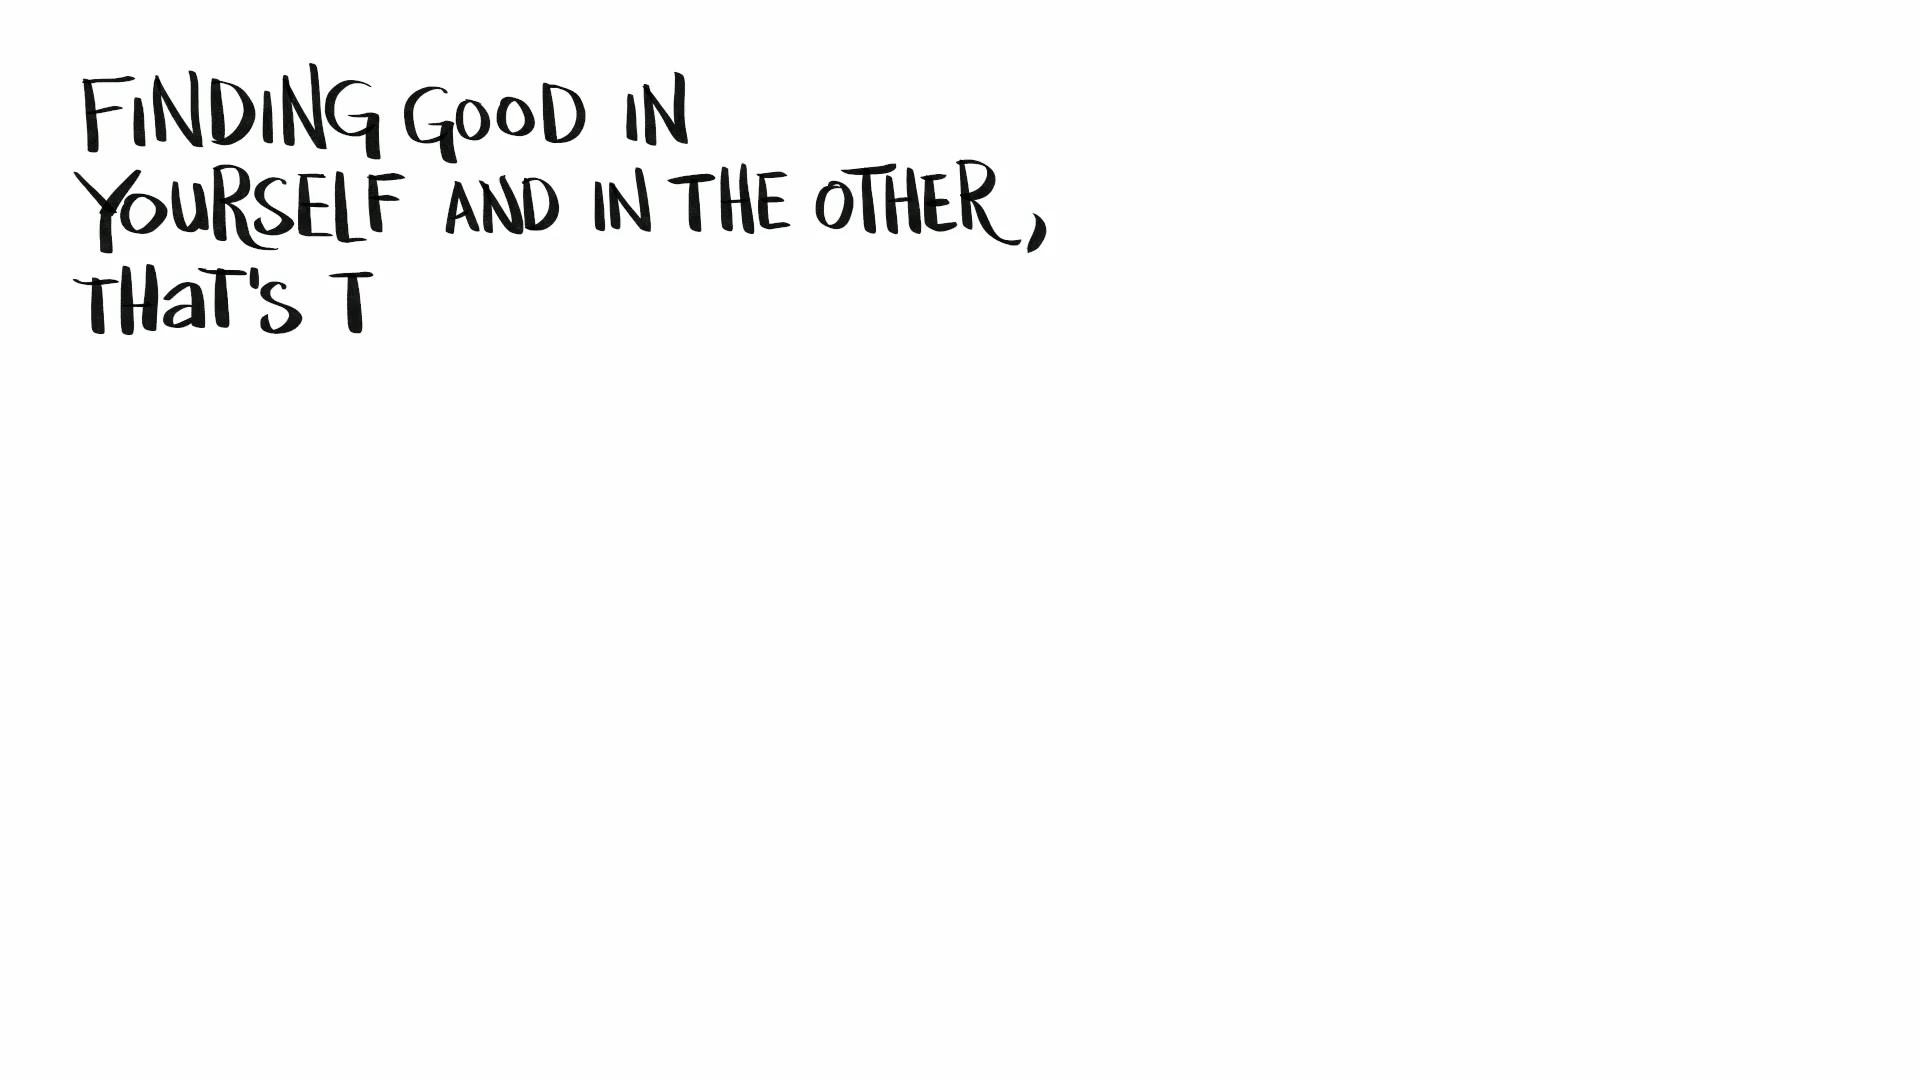 FINDING GOOD IN
YOURSELF AND IN THE OTHER,
THAT'S T